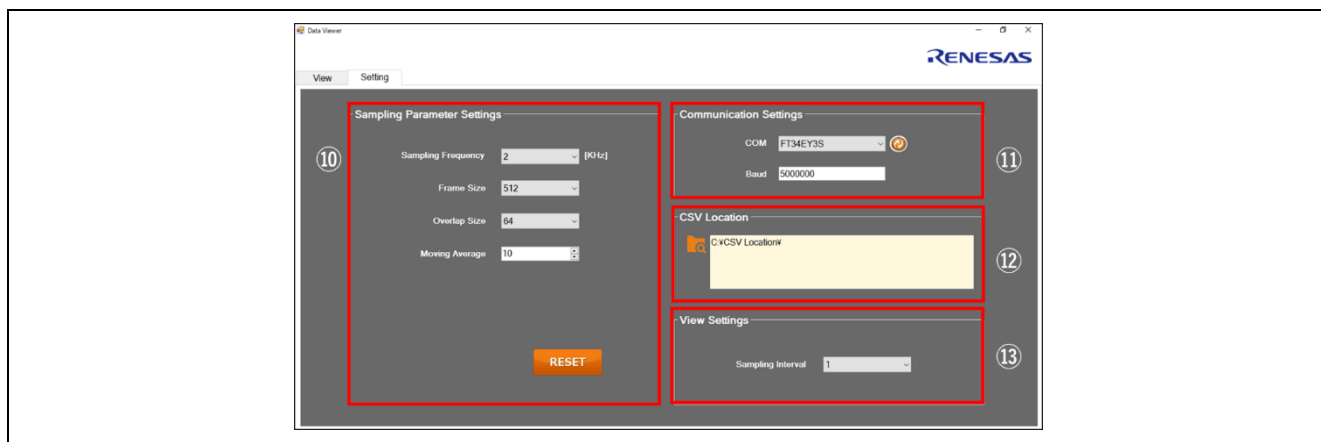 Data Viewer
RENESAS
View Setting
⑩
Sampling Parameter Settings
Sampling Frequency 2 [KHz]
Frame Size 512
Overlap Size 64
Moving Average 10
RESET
Communication Settings
COM FT34EY3S
Baud 5000000
⑪
CSV Location
C:¥CSV Location¥
⑫
View Settings
Sampling Interval 1
⑬